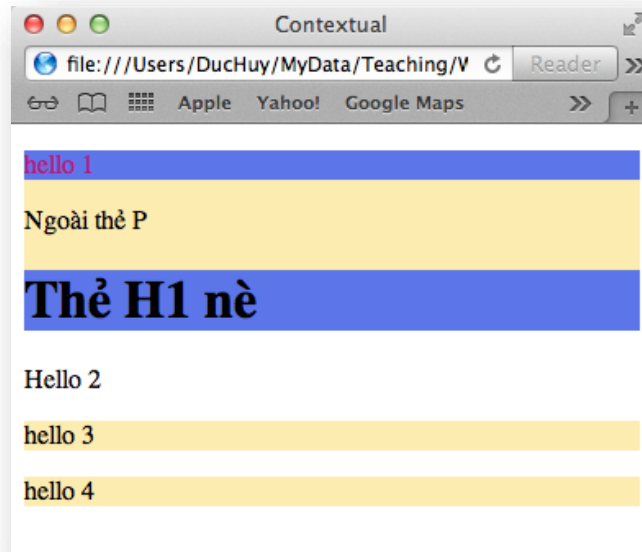 Contextual
file:///Users/DucHuy/MyData/Teaching/W Reader
Apple Yahoo! Google Maps
hello 1
Ngoài thẻ P
Thẻ H1 nè
Hello 2
hello 3
hello 4